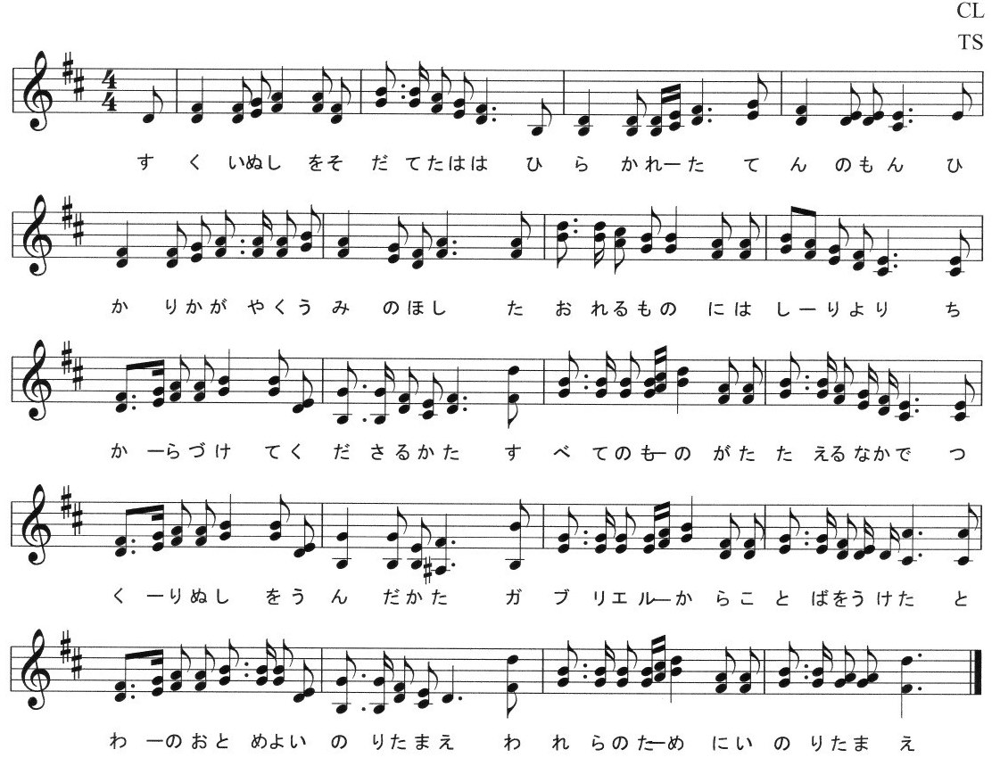 CL
TS
す く いぬし をそ だ てたはは ひ ら かれー た て ん のもん ひ
か りかが やくう み のほし た お れるもの には しーりより ち
か ーらづけ てく だ さるかた す べ てのもーの がた た えるなかで つ
く ーりぬし をう ん だかた ガ ブ リエルーか らこ と ばをうけた と
わ ーのおと めよい の りたまえ わ れ らのたーめ にい の りたま え